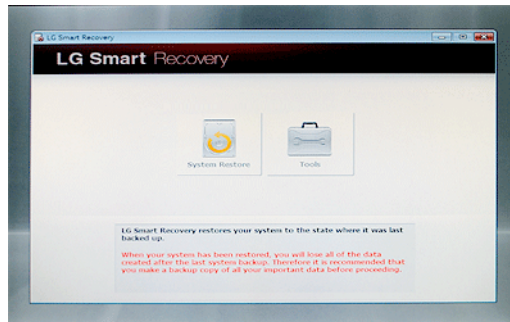 LG Smart Recovery
LG Smart Recovery
System Restore
Tools
LG Smart Recovery restores your system to the state where it was last
backed up.
When your system has been restored, you will lose all of the data
created after the last system backup. Therefore it is recommended that
you make a backup copy of all your important data before proceeding.